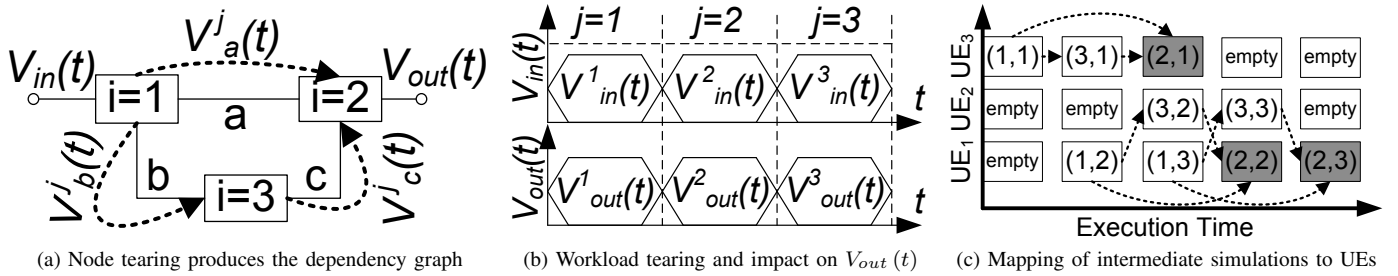 V^j_a(t)
V_in(t)
V_out(t)
i=1
i=2
a
V^j_b(t)
b
c
V^j_c(t)
i=3
(a) Node tearing produces the dependency graph
j=1 j=2 j=3
V_in(t)
V^1_in(t) V^2_in(t) V^3_in(t)
t
V_out(t)
V^1_out(t) V^2_out(t) V^3_out(t)
t
(b) Workload tearing and impact on V_out (t)
UE_3
(1,1) (3,1) (2,1) empty empty
UE_2
empty empty (3,2) (3,3) empty
UE_1
empty (1,2) (1,3) (2,2) (2,3)
Execution Time
(c) Mapping of intermediate simulations to UEs